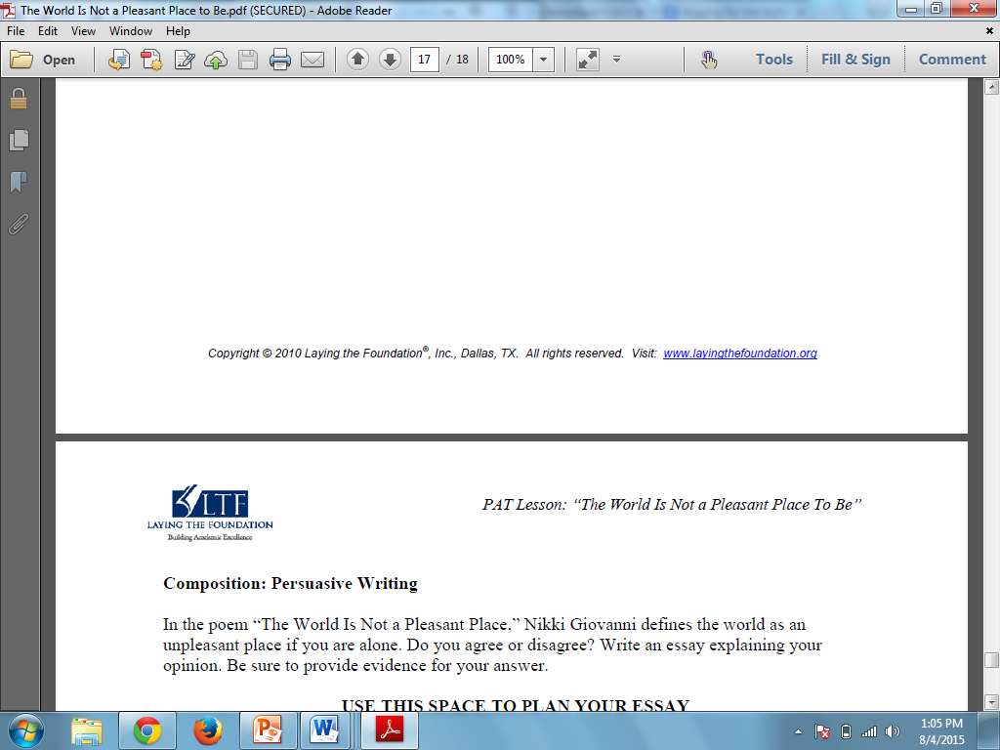 The World Is Not a Pleasant Place to Be.pdf (SECURED) - Adobe Reader
File Edit View Window Help
Open 17 / 18 100% Tools Fill & Sign Comment
Copyright © 2010 Laying the Foundation®, Inc., Dallas, TX. All rights reserved. Visit: www.layingthefoundation.org
LTF
LAYING THE FOUNDATION
Building Academic Excellence
PAT Lesson: “The World Is Not a Pleasant Place To Be”
Composition: Persuasive Writing
In the poem “The World Is Not a Pleasant Place,” Nikki Giovanni defines the world as an
unpleasant place if you are alone. Do you agree or disagree? Write an essay explaining your
opinion. Be sure to provide evidence for your answer.
USE THIS SPACE TO PLAN YOUR ESSAY
1:05 PM
8/4/2015